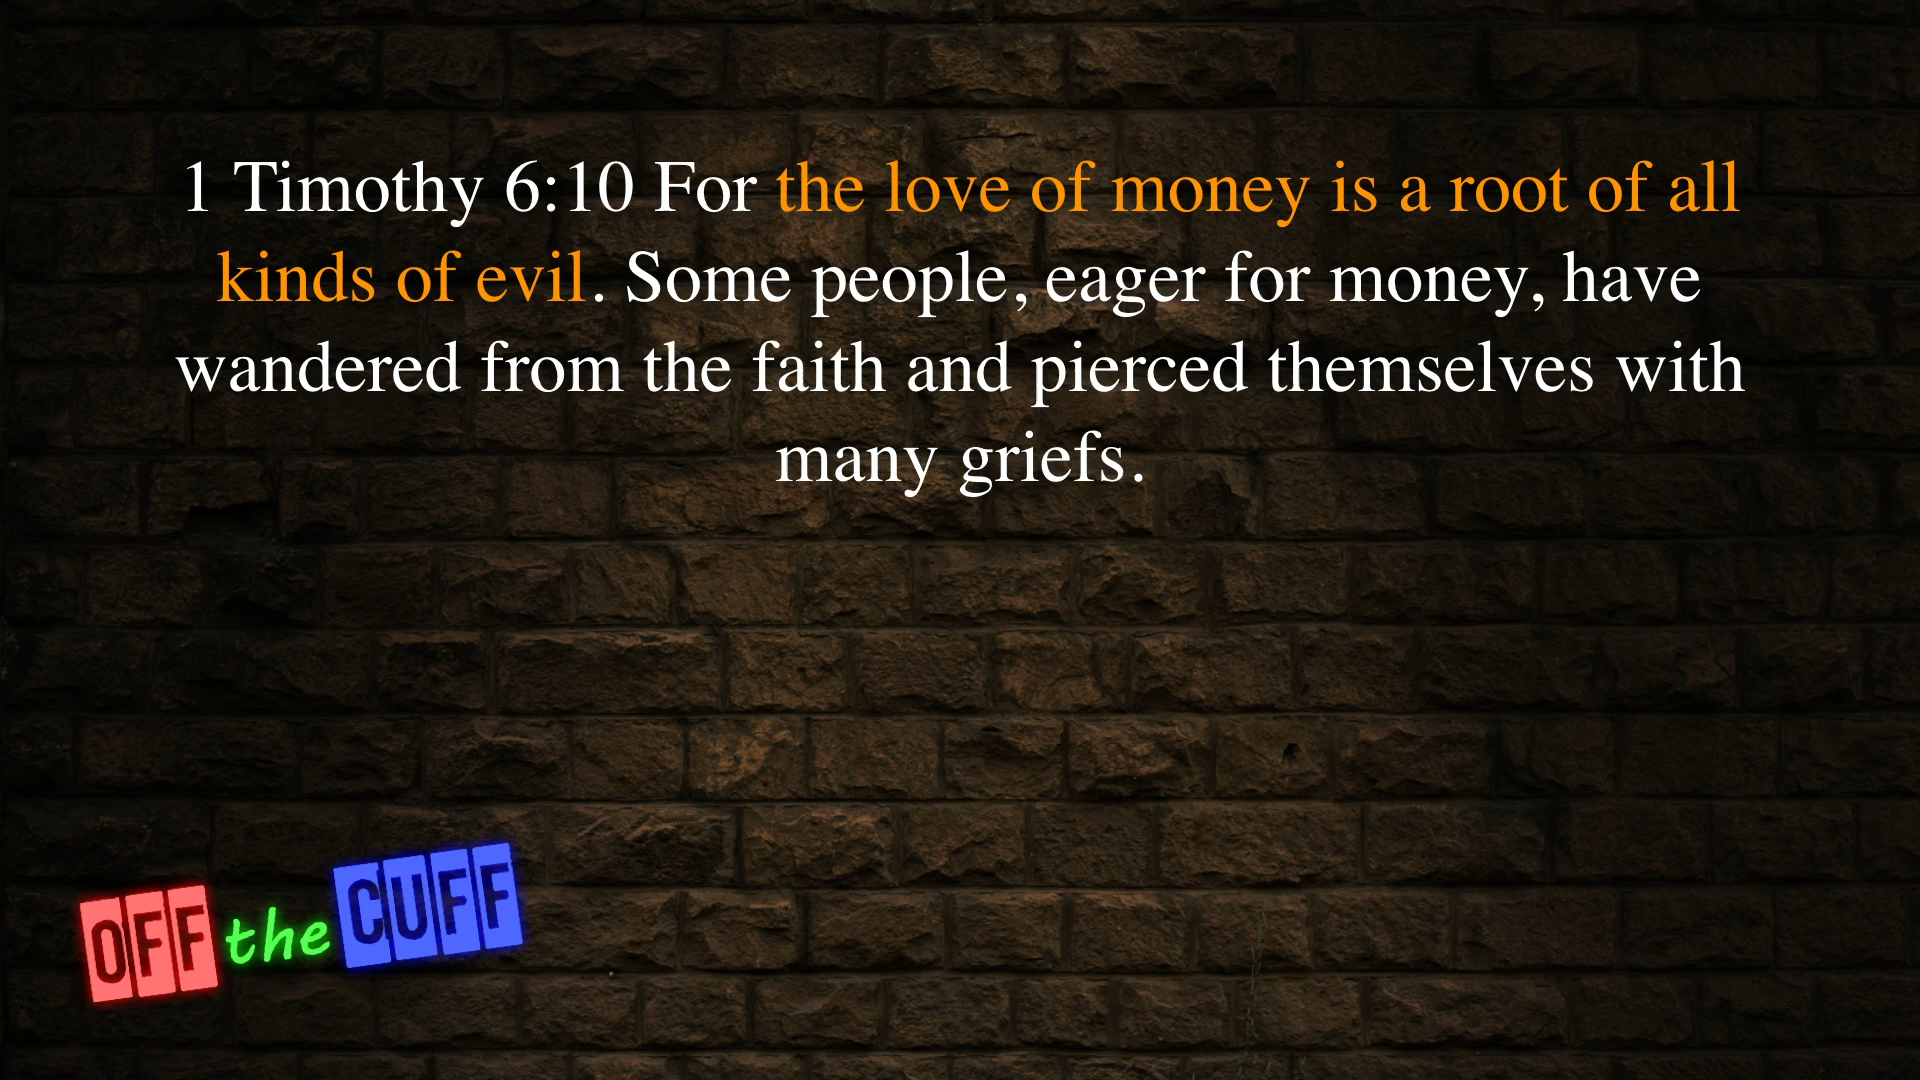 1 Timothy 6:10 For the love of money is a root of all
kinds of evil. Some people, eager for money, have
wandered from the faith and pierced themselves with
many griefs.
OFF the CUFF